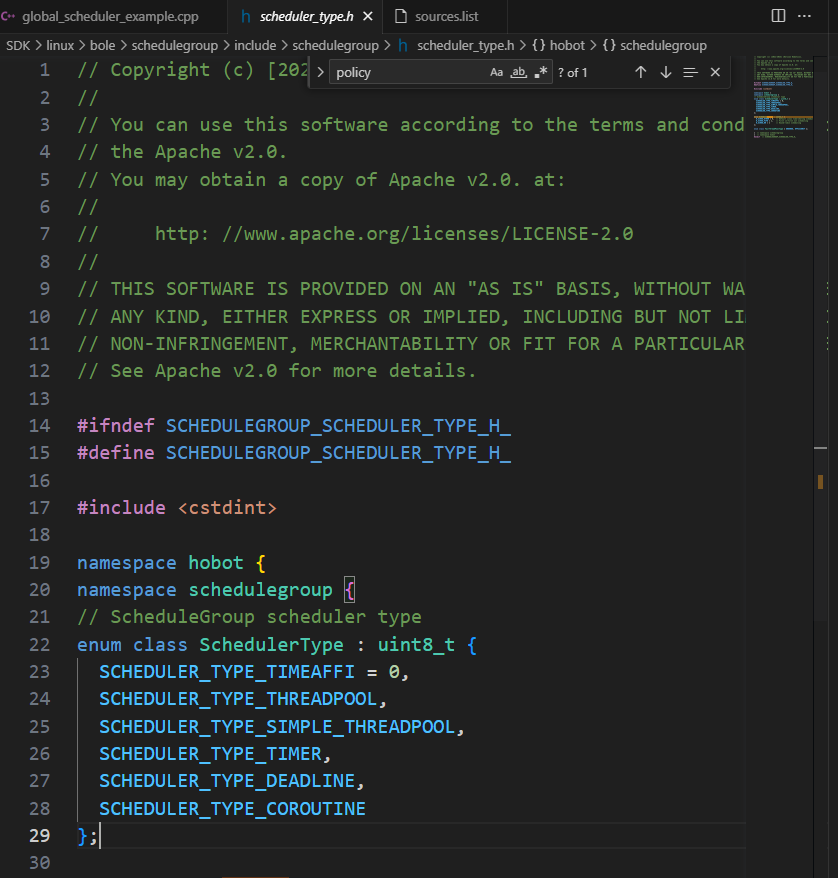 global_scheduler_example.cpp
scheduler_type.h
sources.list
SDK > linux > bole > schedulegroup > include > schedulegroup > h scheduler_type.h > {} hobot > {} schedulegroup
policy
Aa ab .* ? of 1
1 // Copyright (c) [202
2 //
3 // You can use this software according to the terms and cond
4 // the Apache v2.0.
5 // You may obtain a copy of Apache v2.0. at:
6 //
7 //     http: //www.apache.org/licenses/LICENSE-2.0
8 //
9 // THIS SOFTWARE IS PROVIDED ON AN "AS IS" BASIS, WITHOUT WA
10 // ANY KIND, EITHER EXPRESS OR IMPLIED, INCLUDING BUT NOT LI
11 // NON-INFRINGEMENT, MERCHANTABILITY OR FIT FOR A PARTICULAR
12 // See Apache v2.0 for more details.
13
14 #ifndef SCHEDULEGROUP_SCHEDULER_TYPE_H_
15 #define SCHEDULEGROUP_SCHEDULER_TYPE_H_
16
17 #include <cstdint>
18
19 namespace hobot {
20 namespace schedulegroup {
21 // ScheduleGroup scheduler type
22 enum class SchedulerType : uint8_t {
23   SCHEDULER_TYPE_TIMEAFFI = 0,
24   SCHEDULER_TYPE_THREADPOOL,
25   SCHEDULER_TYPE_SIMPLE_THREADPOOL,
26   SCHEDULER_TYPE_TIMER,
27   SCHEDULER_TYPE_DEADLINE,
28   SCHEDULER_TYPE_COROUTINE
29 };
30